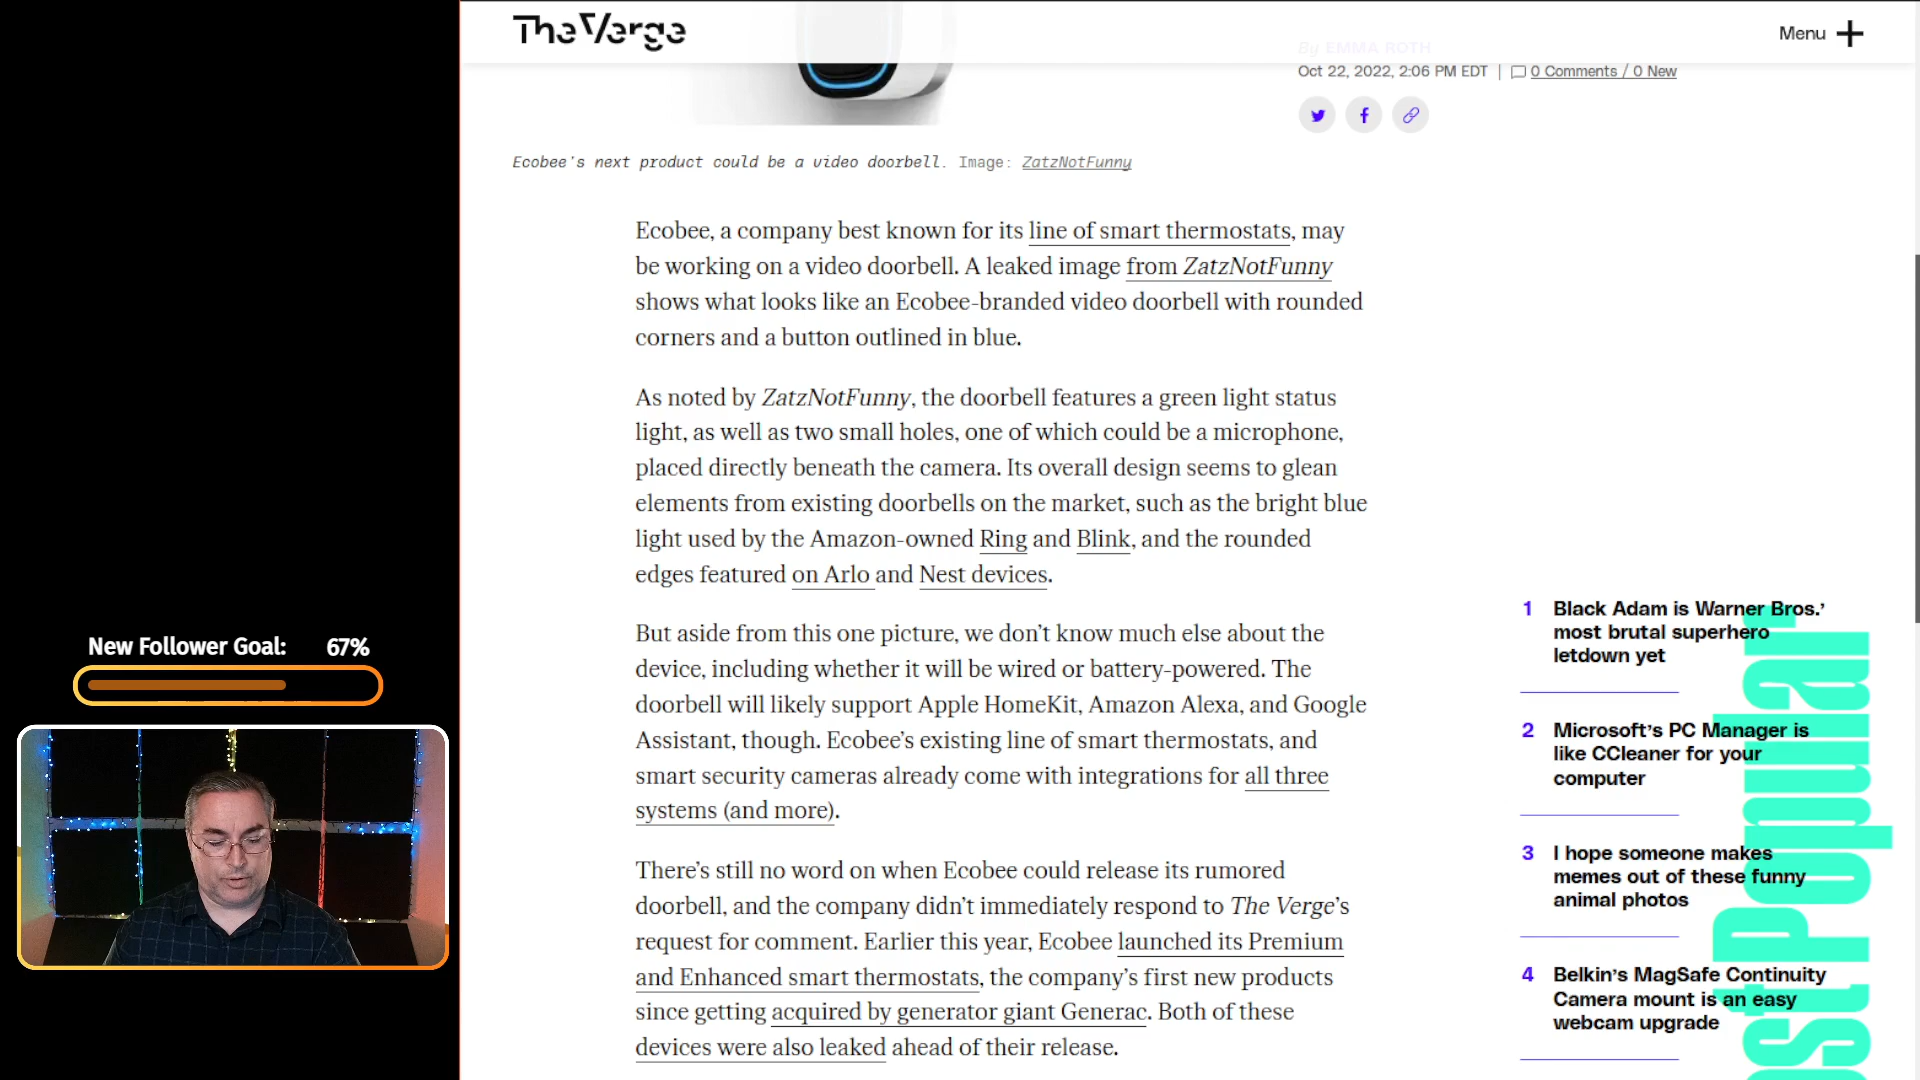 The Verge
Menu
By EMMA ROTH
Oct 22, 2022, 2:06 PM EDT | 0 Comments / 0 New
Ecobee's next product could be a video doorbell. Image: ZatzNotFunny
Ecobee, a company best known for its line of smart thermostats, may
be working on a video doorbell. A leaked image from ZatzNotFunny
shows what looks like an Ecobee-branded video doorbell with rounded
corners and a button outlined in blue.
As noted by ZatzNotFunny, the doorbell features a green light status
light, as well as two small holes, one of which could be a microphone,
placed directly beneath the camera. Its overall design seems to glean
elements from existing doorbells on the market, such as the bright blue
light used by the Amazon-owned Ring and Blink, and the rounded
edges featured on Arlo and Nest devices.
But aside from this one picture, we don’t know much else about the
device, including whether it will be wired or battery-powered. The
doorbell will likely support Apple HomeKit, Amazon Alexa, and Google
Assistant, though. Ecobee’s existing line of smart thermostats, and
smart security cameras already come with integrations for all three
systems (and more).
There’s still no word on when Ecobee could release its rumored
doorbell, and the company didn’t immediately respond to The Verge’s
request for comment. Earlier this year, Ecobee launched its Premium
and Enhanced smart thermostats, the company’s first new products
since getting acquired by generator giant Generac. Both of these
devices were also leaked ahead of their release.
1 Black Adam is Warner Bros.’
most brutal superhero
letdown yet
2 Microsoft’s PC Manager is
like CCleaner for your
computer
3 I hope someone makes
memes out of these funny
animal photos
4 Belkin’s MagSafe Continuity
Camera mount is an easy
webcam upgrade
st Popular
New Follower Goal: 67%